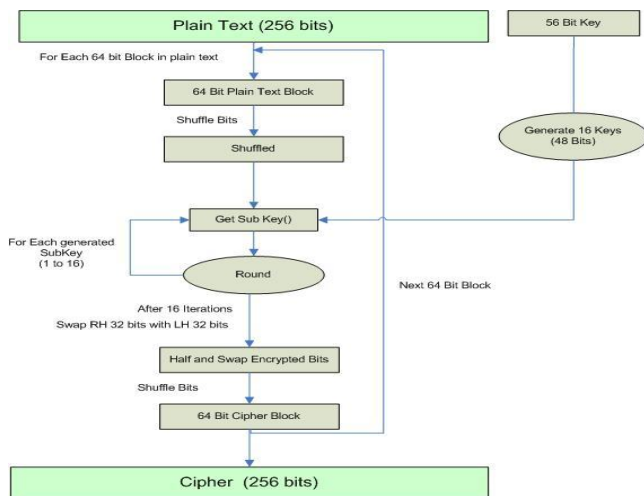 Plain Text (256 bits)
56 Bit Key
For Each 64 bit Block in plain text
64 Bit Plain Text Block
Shuffle Bits
Generate 16 Keys
(48 Bits)
Shuffled
Get Sub Key()
For Each generated
SubKey
(1 to 16)
Round
Next 64 Bit Block
After 16 Iterations
Swap RH 32 bits with LH 32 bits
Half and Swap Encrypted Bits
Shuffle Bits
64 Bit Cipher Block
Cipher (256 bits)